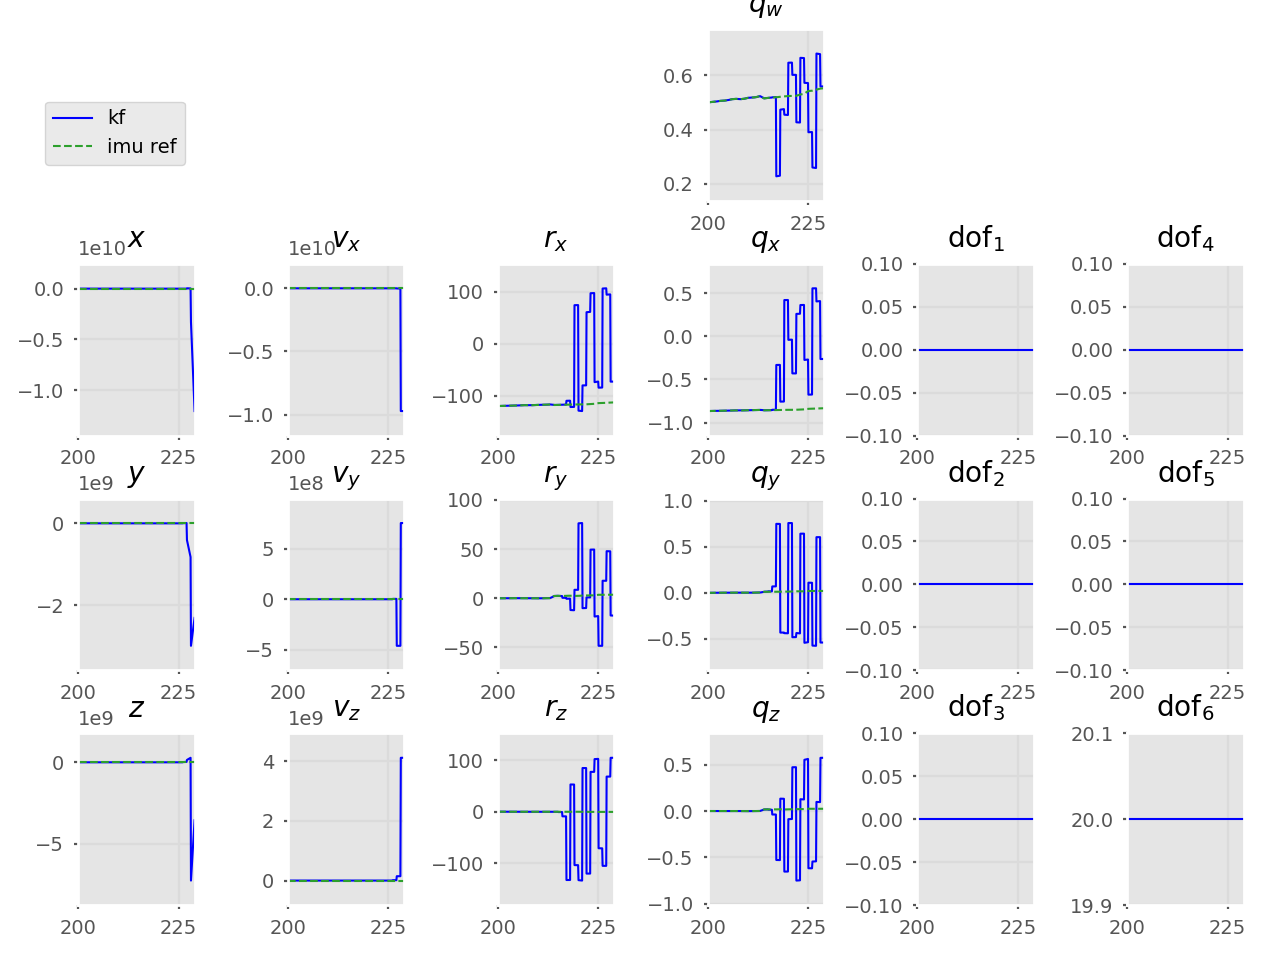 q_w
0.6
0.4
0.2
200 225
kf
imu ref
x v_x r_x q_x dof_1 dof_4
1e10 1e10
0.0 −0.5 −1.0
0.0 −0.5 −1.0
100 0 −100
0.5 0.0 −0.5 −1.0
0.10 0.05 0.00 −0.05 −0.10
0.10 0.05 0.00 −0.05 −0.10
200 225 200 225 200 225 200 225 200 225 200 225
y v_y r_y q_y dof_2 dof_5
1e9 1e8
0 −2
5 0 −5
100 50 0 −50
1.0 0.5 0.0 −0.5
0.10 0.05 0.00 −0.05 −0.10
0.10 0.05 0.00 −0.05 −0.10
200 225 200 225 200 225 200 225 200 225 200 225
z v_z r_z q_z dof_3 dof_6
1e9 1e9
0 −5
4 2 0
100 0 −100
0.5 0.0 −0.5 −1.0
0.10 0.05 0.00 −0.05 −0.10
20.1 20.0 19.9
200 225 200 225 200 225 200 225 200 225 200 225